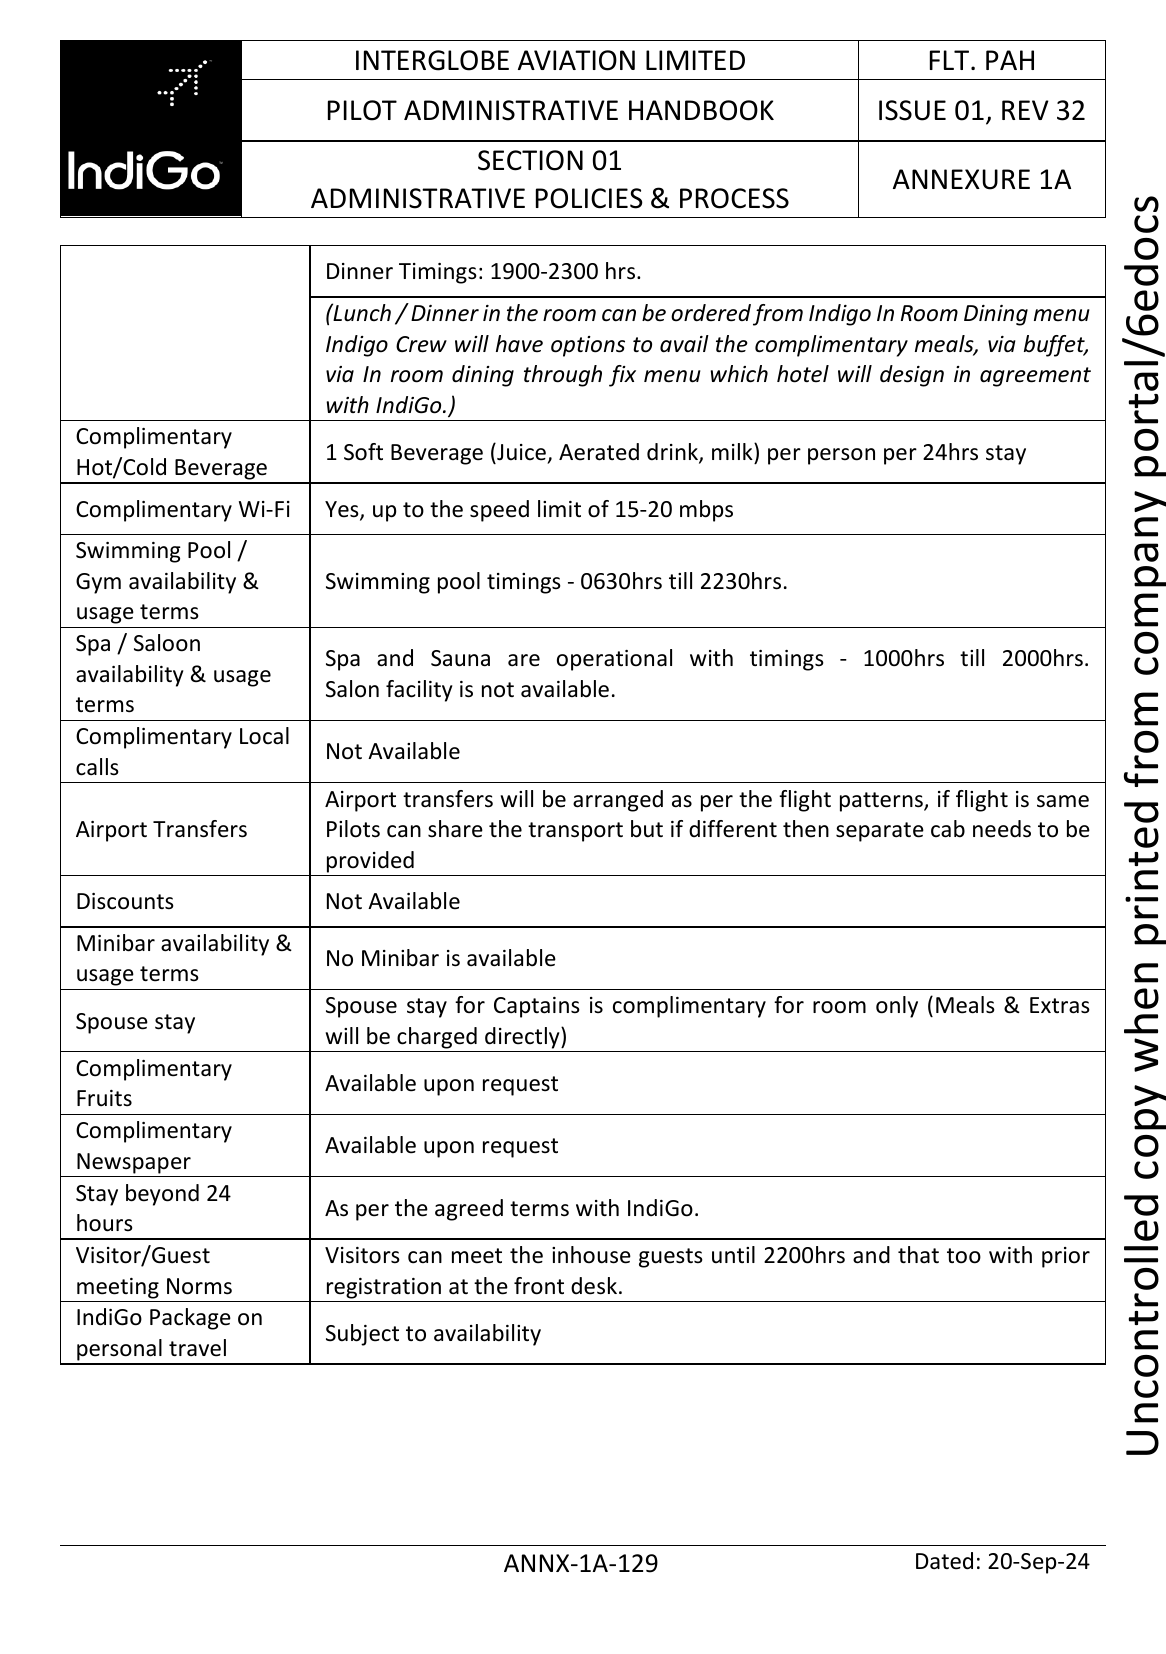 IndiGo
INTERGLOBE AVIATION LIMITED
FLT. PAH
PILOT ADMINISTRATIVE HANDBOOK
ISSUE 01, REV 32
SECTION 01
ADMINISTRATIVE POLICIES & PROCESS
ANNEXURE 1A
Dinner Timings: 1900-2300 hrs.
(Lunch / Dinner in the room can be ordered from Indigo In Room Dining menu
Indigo Crew will have options to avail the complimentary meals, via buffet,
via In room dining through fix menu which hotel will design in agreement
with IndiGo.)
Complimentary
Hot/Cold Beverage
1 Soft Beverage (Juice, Aerated drink, milk) per person per 24hrs stay
Complimentary Wi-Fi
Yes, up to the speed limit of 15-20 mbps
Swimming Pool /
Gym availability &
usage terms
Swimming pool timings - 0630hrs till 2230hrs.
Spa / Saloon
availability & usage
terms
Spa and Sauna are operational with timings - 1000hrs till 2000hrs.
Salon facility is not available.
Complimentary Local
calls
Not Available
Airport Transfers
Airport transfers will be arranged as per the flight patterns, if flight is same
Pilots can share the transport but if different then separate cab needs to be
provided
Discounts
Not Available
Minibar availability &
usage terms
No Minibar is available
Spouse stay
Spouse stay for Captains is complimentary for room only (Meals & Extras
will be charged directly)
Complimentary
Fruits
Available upon request
Complimentary
Newspaper
Available upon request
Stay beyond 24
hours
As per the agreed terms with IndiGo.
Visitor/Guest
meeting Norms
Visitors can meet the inhouse guests until 2200hrs and that too with prior
registration at the front desk.
IndiGo Package on
personal travel
Subject to availability
ANNX-1A-129
Dated: 20-Sep-24
Uncontrolled copy when printed from company portal/6edocs